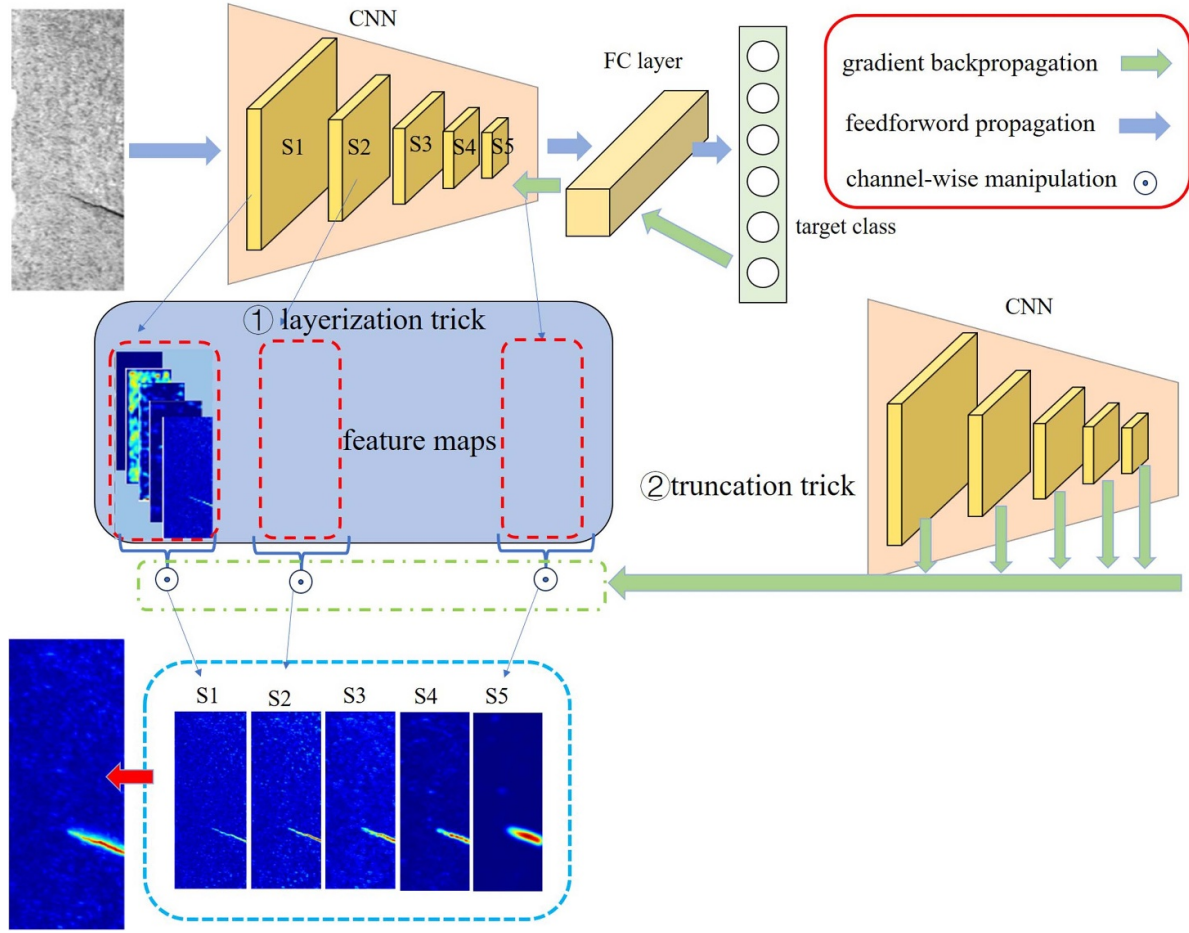 CNN
FC layer
S1
S2
S3
S4
S5
target class
gradient backpropagation
feedforword propagation
channel-wise manipulation
① layerization trick
feature maps
CNN
②truncation trick
S1
S2
S3
S4
S5